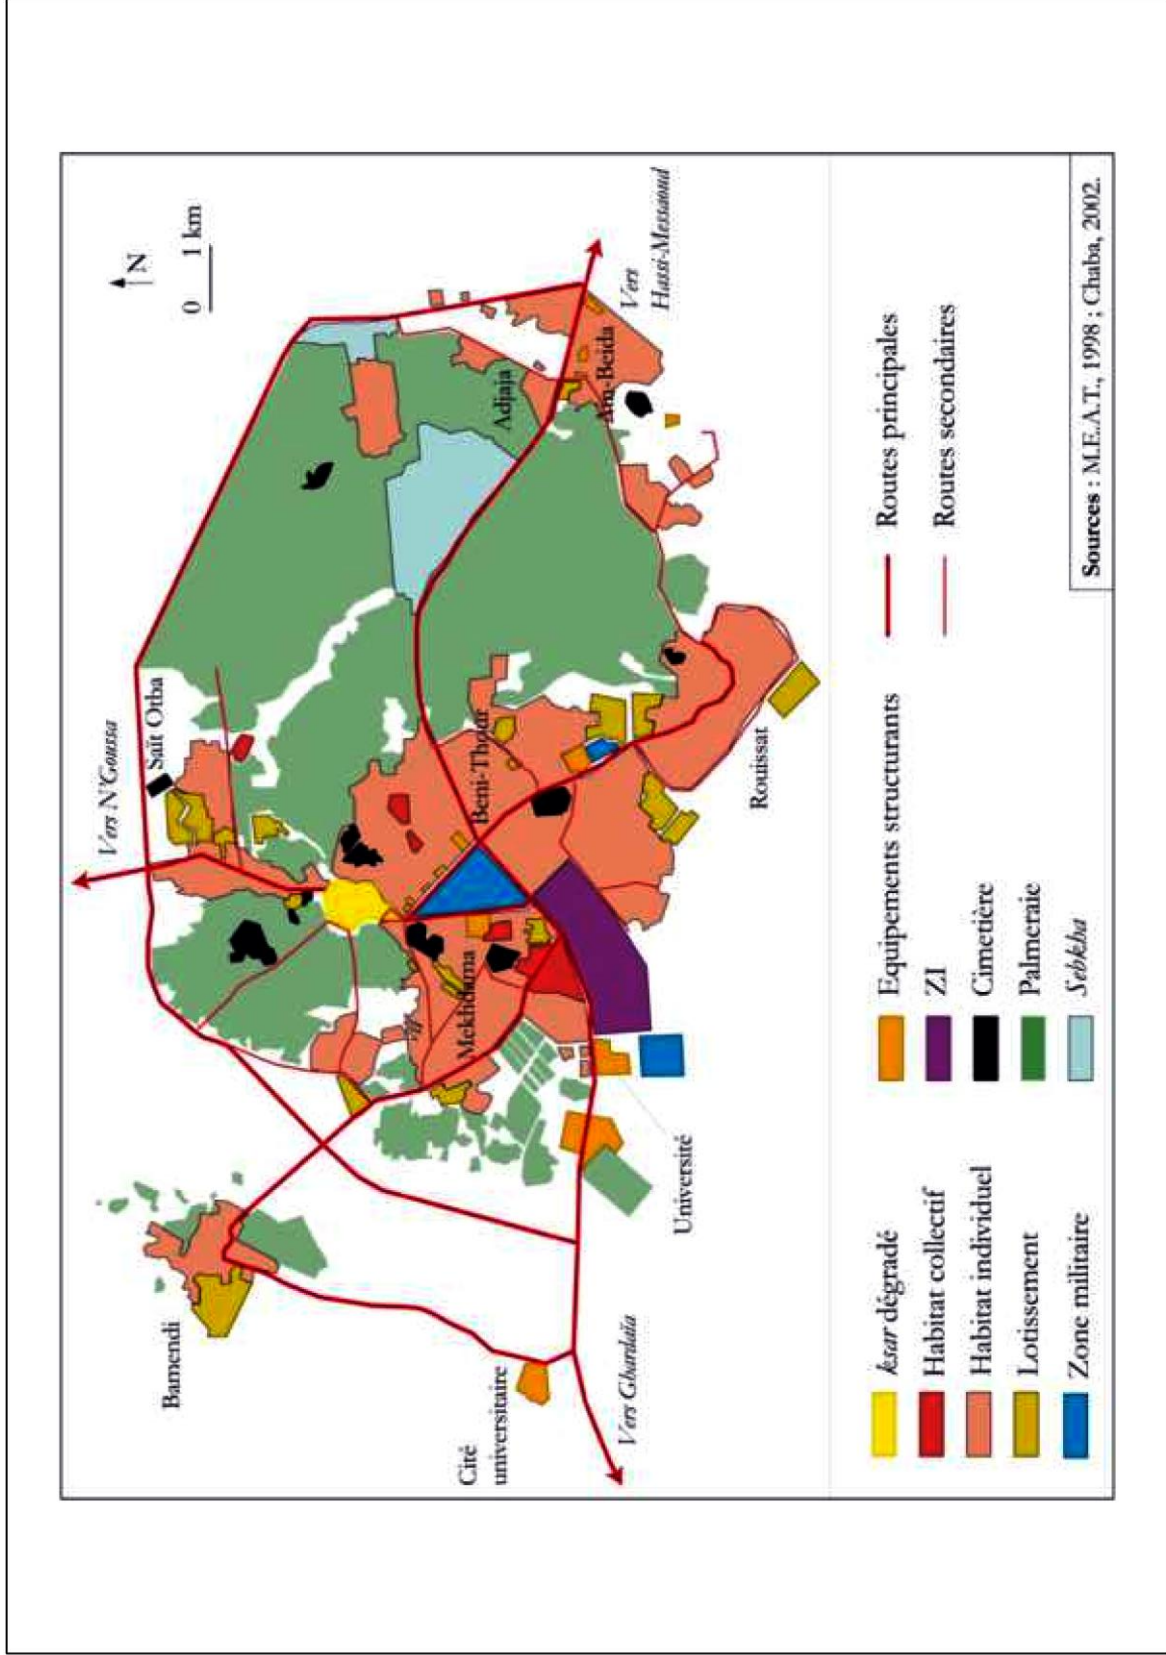 Vers N'Goussa
N
0 1 km
Saït Otba
Bamendi
Adjaja
Vers
Hassi-Messaoud
Aïn-Beida
Beni-Thour
Mekhdama
Cité
universitaire
Université
Rouissat
Vers Ghardaïa
ksar dégradé
Habitat collectif
Habitat individuel
Lotissement
Zone militaire
Equipements structurants
ZI
Cimetière
Palmeraie
Sebkha
Routes principales
Routes secondaires
Sources : M.E.A.T., 1998 ; Chaba, 2002.